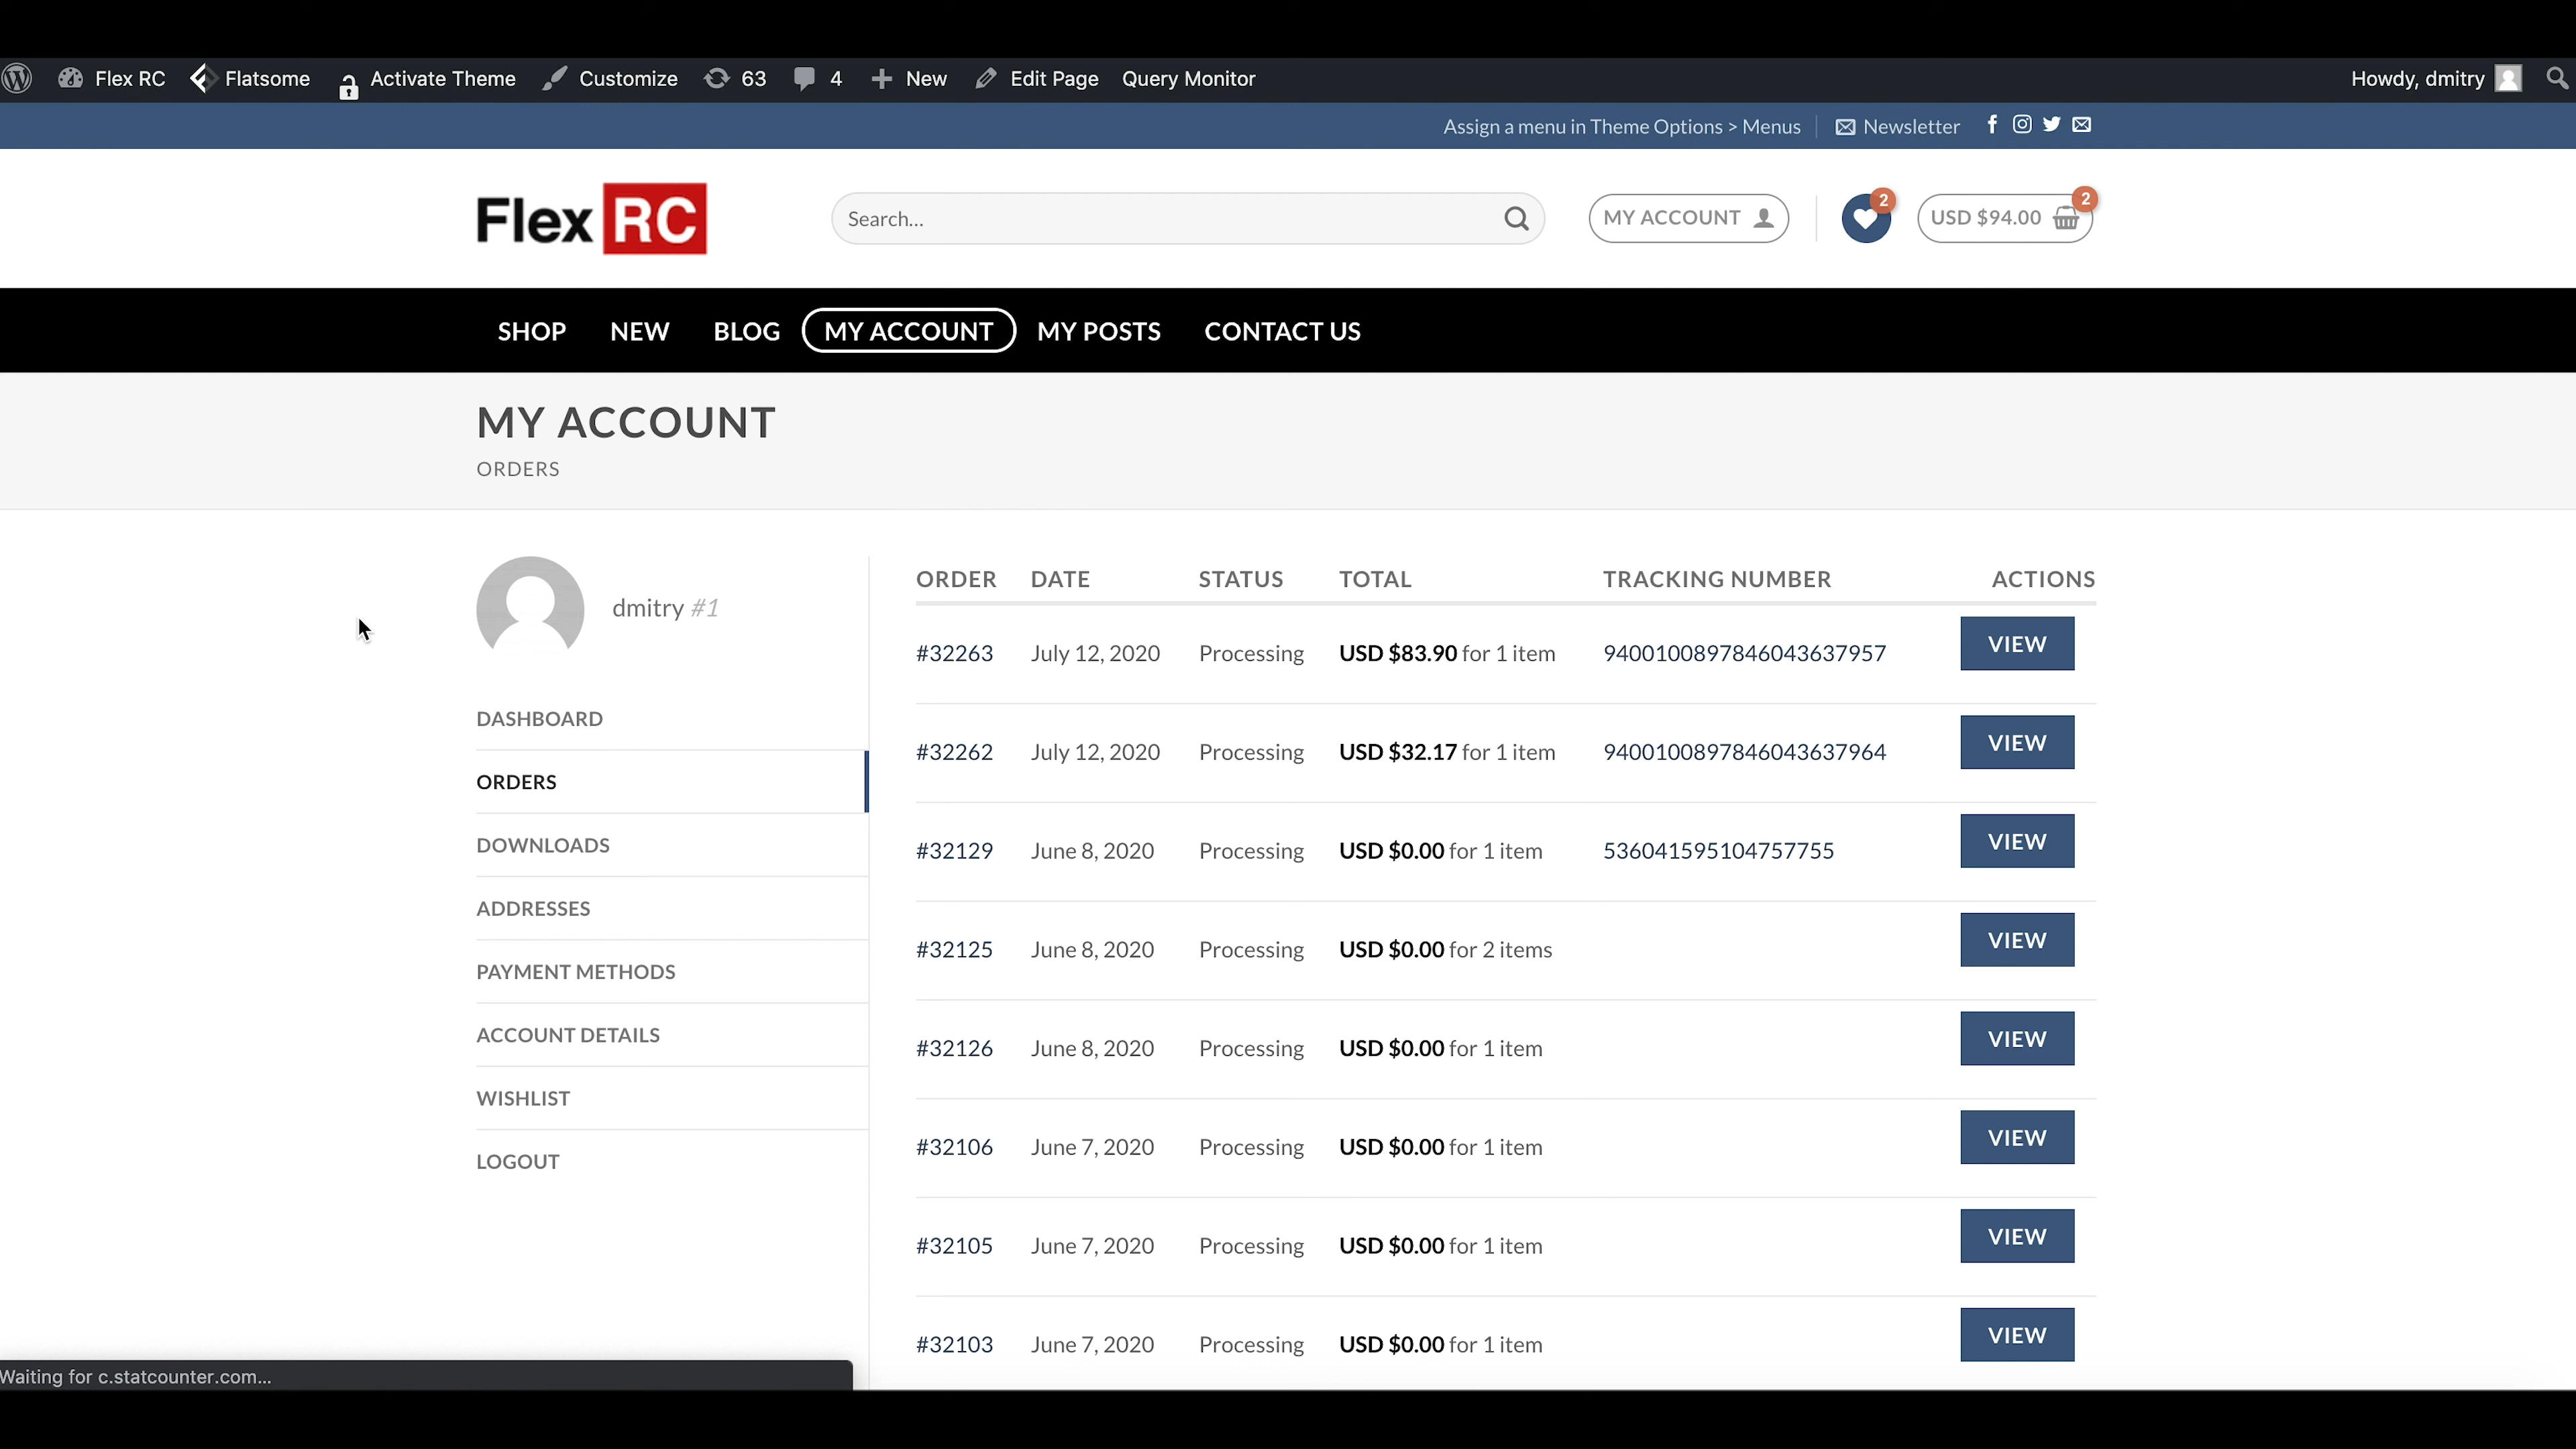 Flex RC Flatsome Activate Theme Customize 63 4 New Edit Page Query Monitor Howdy, dmitry
Assign a menu in Theme Options > Menus Newsletter
Flex RC Search... MY ACCOUNT 2 USD $94.00 2
SHOP NEW BLOG MY ACCOUNT MY POSTS CONTACT US
MY ACCOUNT
ORDERS
dmitry #1
DASHBOARD
ORDERS
DOWNLOADS
ADDRESSES
PAYMENT METHODS
ACCOUNT DETAILS
WISHLIST
LOGOUT
ORDER DATE STATUS TOTAL TRACKING NUMBER ACTIONS
#32263 July 12, 2020 Processing USD $83.90 for 1 item 9400100897846043637957 VIEW
#32262 July 12, 2020 Processing USD $32.17 for 1 item 9400100897846043637964 VIEW
#32129 June 8, 2020 Processing USD $0.00 for 1 item 536041595104757755 VIEW
#32125 June 8, 2020 Processing USD $0.00 for 2 items VIEW
#32126 June 8, 2020 Processing USD $0.00 for 1 item VIEW
#32106 June 7, 2020 Processing USD $0.00 for 1 item VIEW
#32105 June 7, 2020 Processing USD $0.00 for 1 item VIEW
#32103 June 7, 2020 Processing USD $0.00 for 1 item VIEW
Waiting for c.statcounter.com...